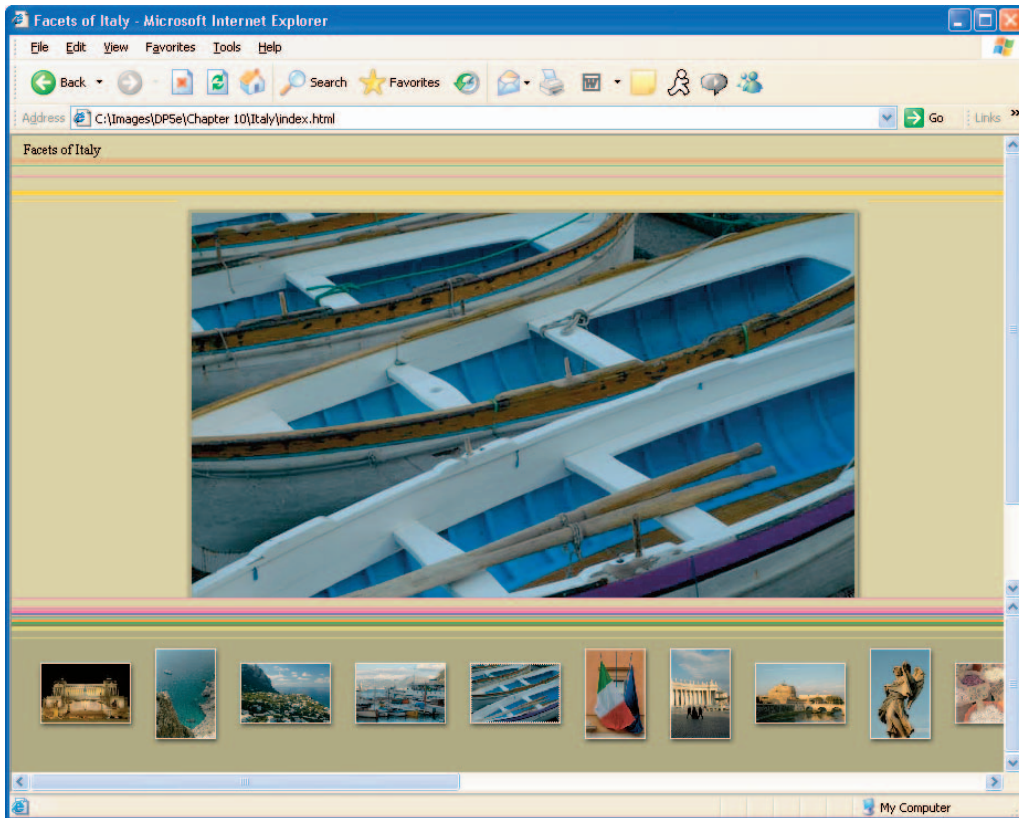 Facets of Italy - Microsoft Internet Explorer
File Edit View Favorites Tools Help
Back Search Favorites
Address C:\Images\DP5e\Chapter 10\Italy\index.html Go Links »
Facets of Italy
My Computer